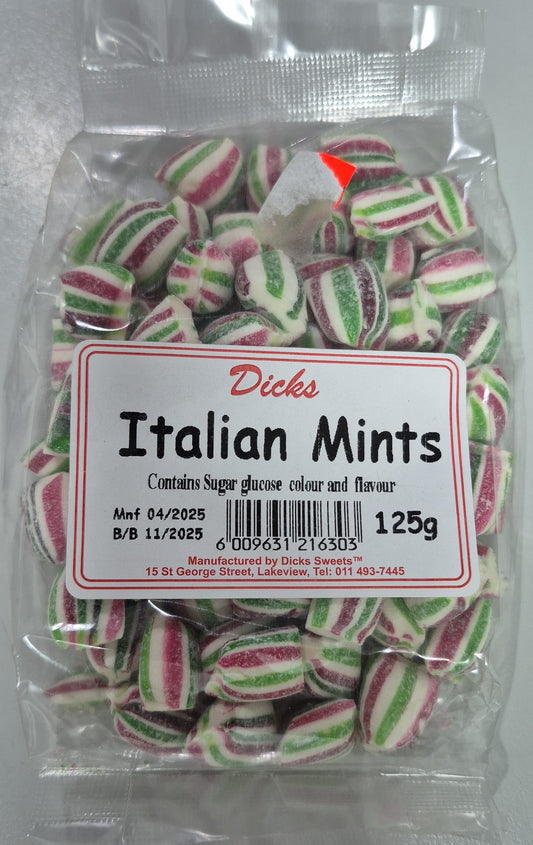 Dicks
Italian Mints
Contains Sugar glucose colour and flavour
Mnf 04/2025
B/B 11/2025
6 009631 216303
125g
Manufactured by Dicks Sweets™
15 St George Street, Lakeview, Tel: 011 493-7445